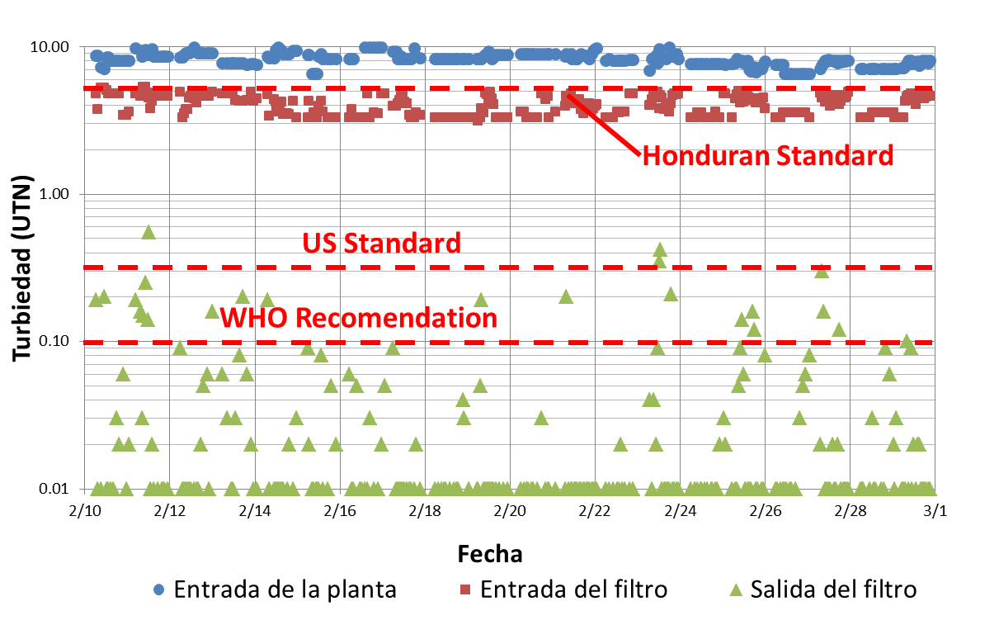 10.00
Honduran Standard
1.00
Turbiedad (UTN)
US Standard
WHO Recomendation
0.10
0.01
2/10 2/12 2/14 2/16 2/18 2/20 2/22 2/24 2/26 2/28 3/1
Fecha
Entrada de la planta Entrada del filtro Salida del filtro